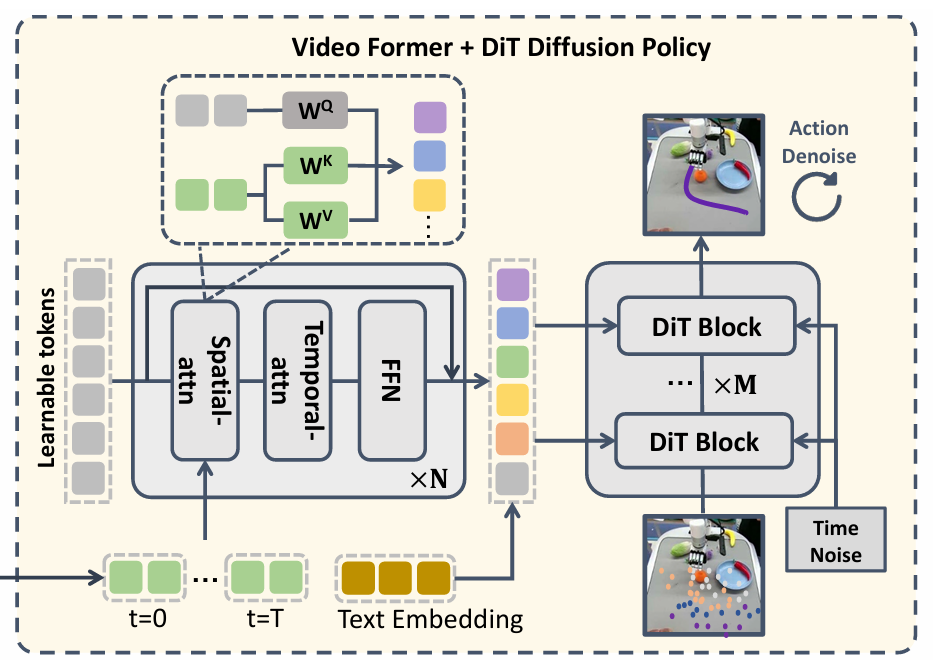 Video Former + DiT Diffusion Policy
W^Q
W^K
W^V
Action
Denoise
Learnable tokens
Spatial-
attn
Temporal-
attn
FFN
×N
DiT Block
... ×M
DiT Block
Time
Noise
...
t=0
t=T
Text Embedding